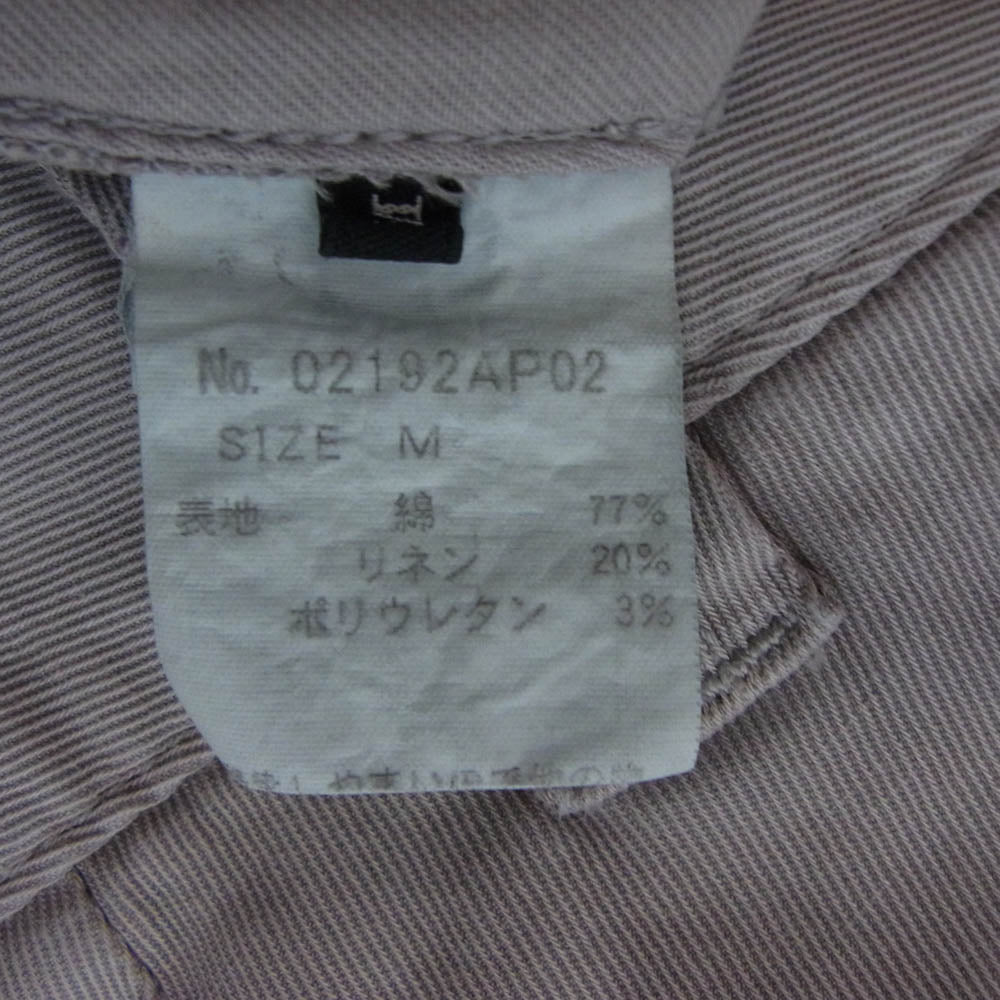 No. 02192AP02
SIZE M
表地 綿 77%
リネン 20%
ポリウレタン 3%